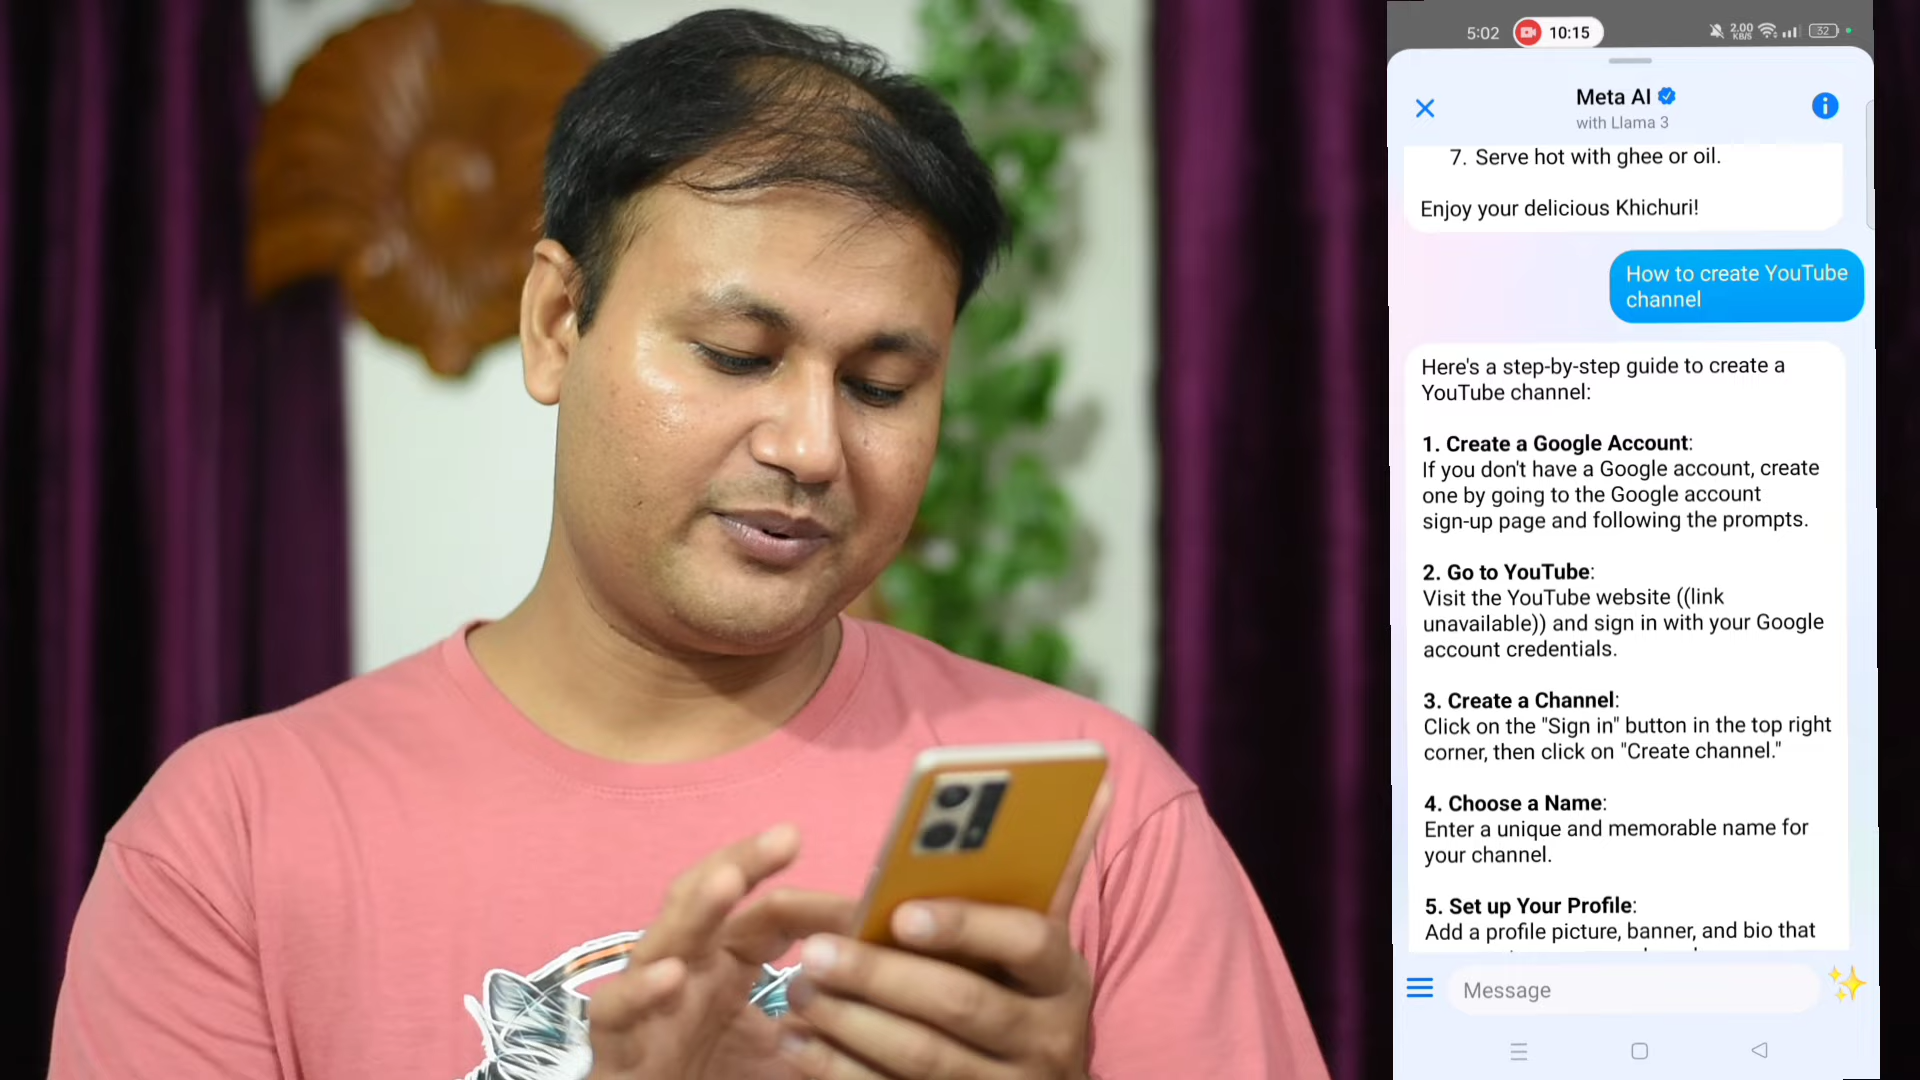 5:02 10:15 2.00 KB/S 32
Meta AI
with Llama 3
7. Serve hot with ghee or oil.
Enjoy your delicious Khichuri!
How to create YouTube
channel
Here's a step-by-step guide to create a
YouTube channel:
1. Create a Google Account:
If you don't have a Google account, create
one by going to the Google account
sign-up page and following the prompts.
2. Go to YouTube:
Visit the YouTube website ((link
unavailable)) and sign in with your Google
account credentials.
3. Create a Channel:
Click on the "Sign in" button in the top right
corner, then click on "Create channel."
4. Choose a Name:
Enter a unique and memorable name for
your channel.
5. Set up Your Profile:
Add a profile picture, banner, and bio that
Message